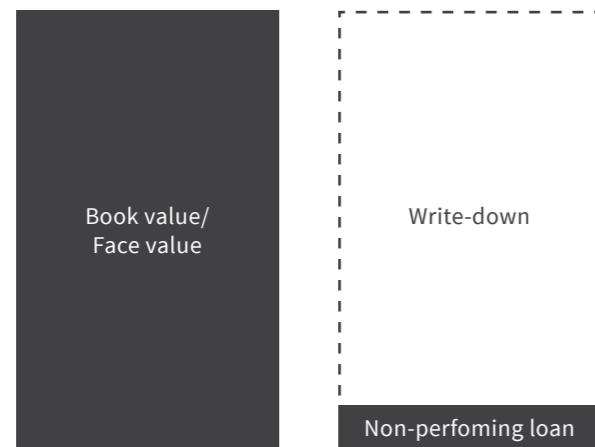 Book value/
Face value
Write-down
Non-perfoming loan